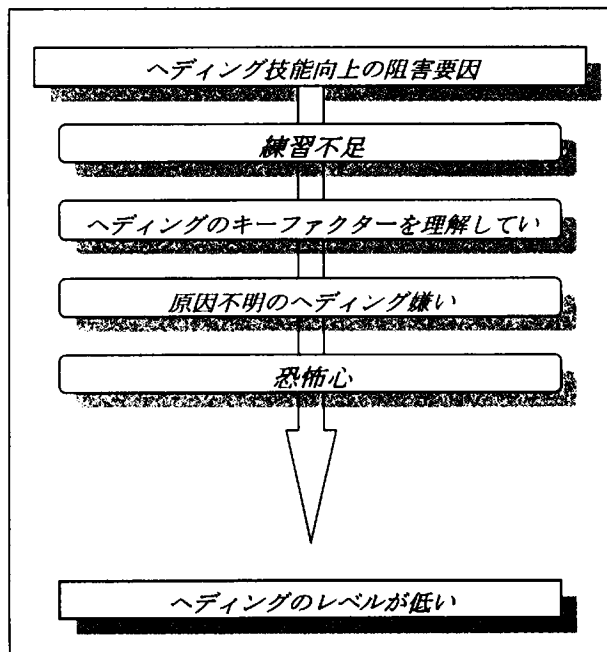 ヘディング技能向上の阻害要因
練習不足
ヘディングのキーファクターを理解してい
原因不明のヘディング嫌い
恐怖心
ヘディングのレベルが低い